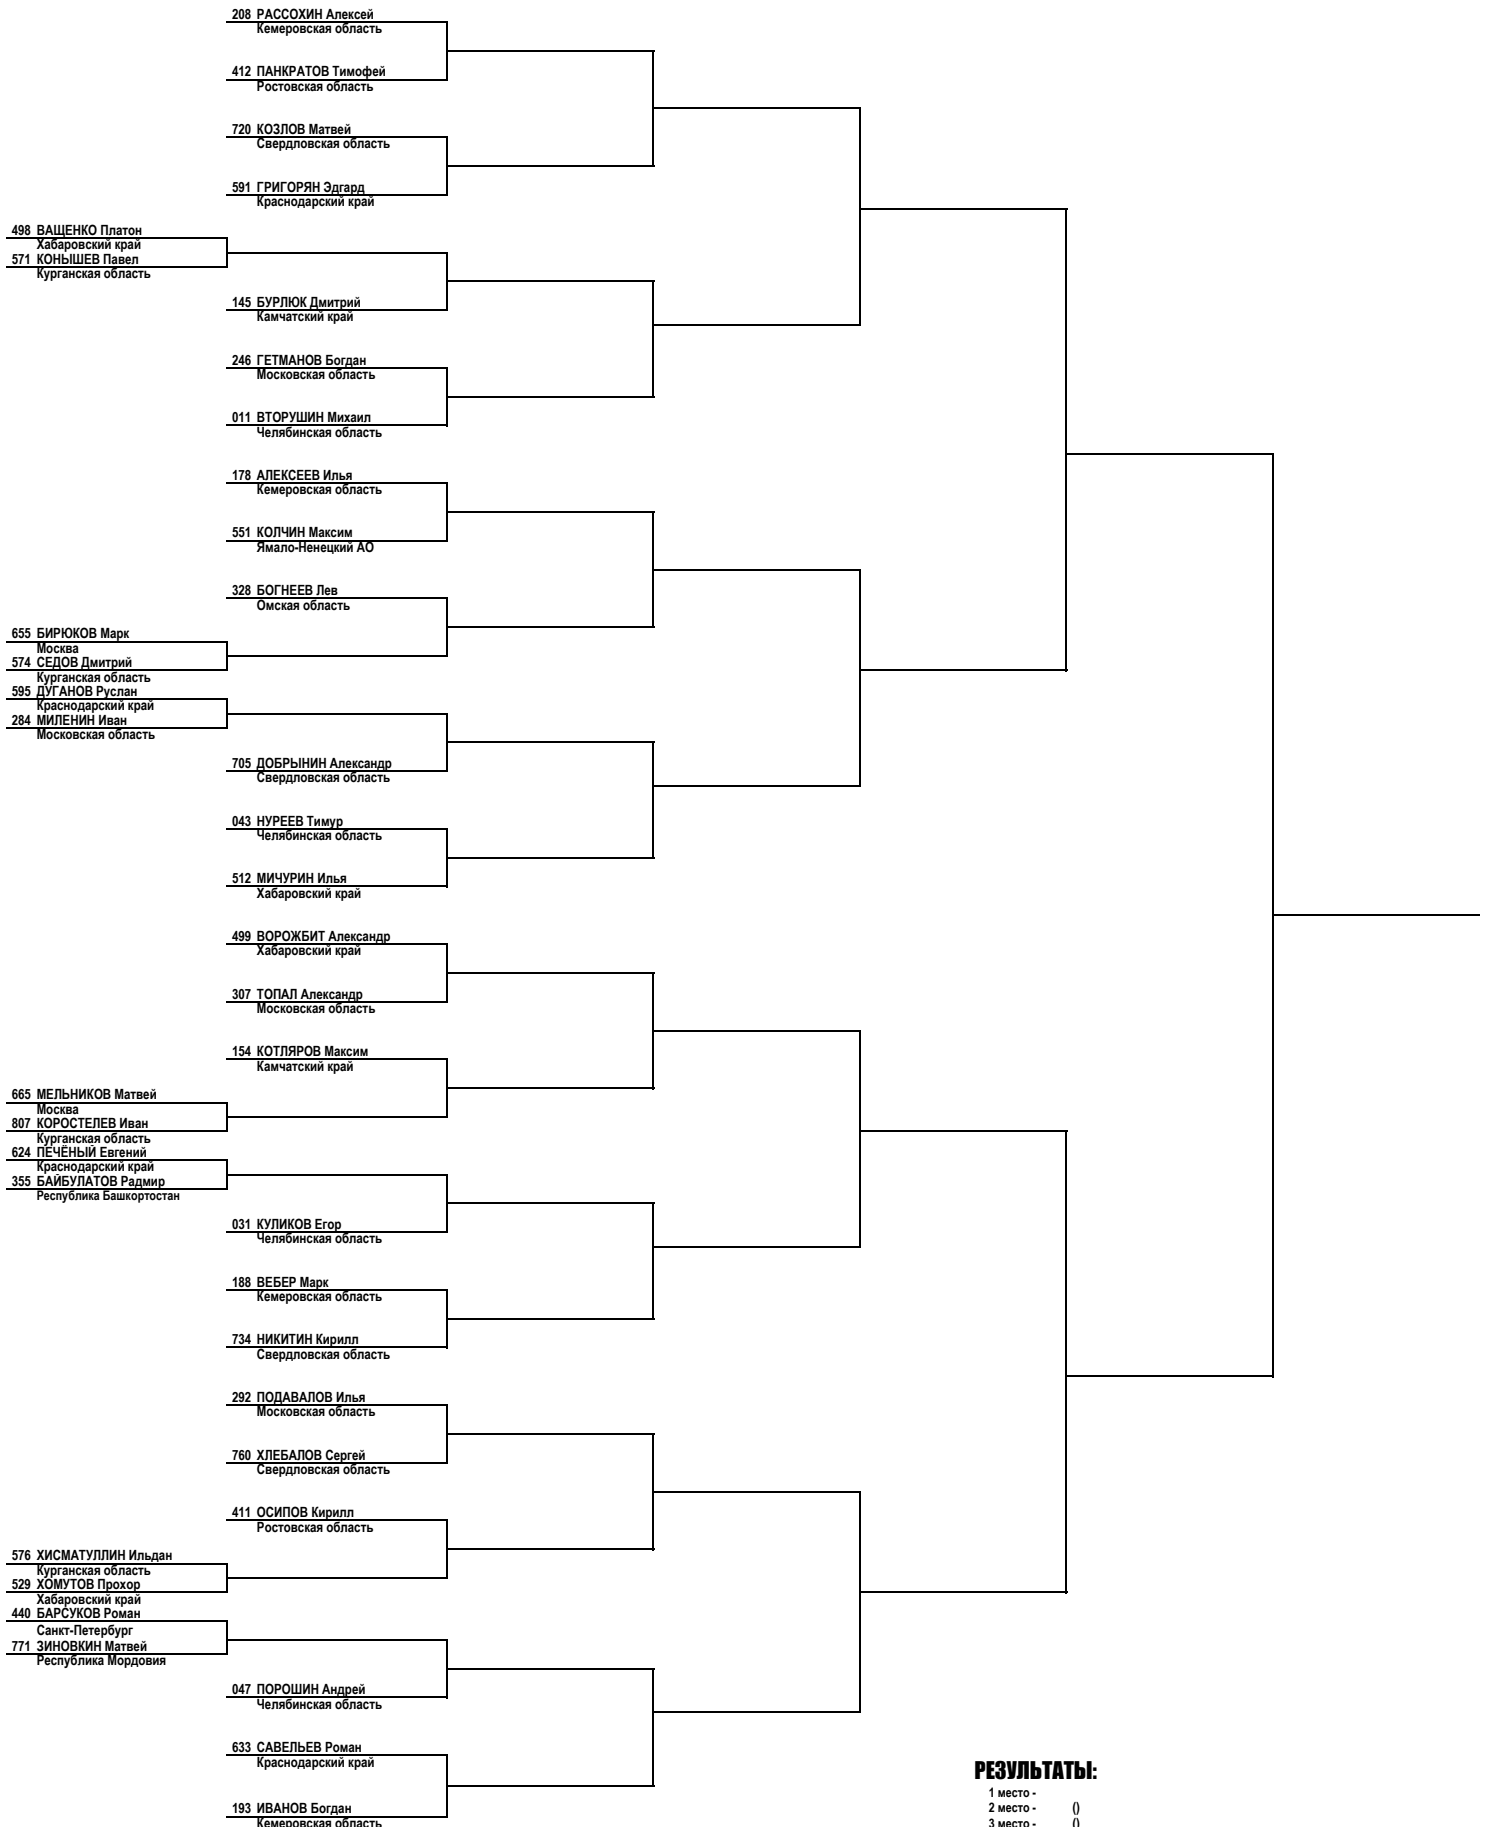 208 РАССОХИН Алексей
Кемеровская область
412 ПАНКРАТОВ Тимофей
Ростовская область
720 КОЗЛОВ Матвей
Свердловская область
591 ГРИГОРЯН Эдгард
Краснодарский край
498 ВАЩЕНКО Платон
Хабаровский край
571 КОНЫШЕВ Павел
Курганская область
145 БУРЛЮК Дмитрий
Камчатский край
246 ГЕТМАНОВ Богдан
Московская область
011 ВТОРУШИН Михаил
Челябинская область
178 АЛЕКСЕЕВ Илья
Кемеровская область
551 КОЛЧИН Максим
Ямало-Ненецкий АО
328 БОГНЕЕВ Лев
Омская область
655 БИРЮКОВ Марк
Москва
574 СЕДОВ Дмитрий
Курганская область
595 ДУГАНОВ Руслан
Краснодарский край
284 МИЛЕНИН Иван
Московская область
705 ДОБРЫНИН Александр
Свердловская область
043 НУРЕЕВ Тимур
Челябинская область
512 МИЧУРИН Илья
Хабаровский край
499 ВОРОЖБИТ Александр
Хабаровский край
307 ТОПАЛ Александр
Московская область
154 КОТЛЯРОВ Максим
Камчатский край
665 МЕЛЬНИКОВ Матвей
Москва
807 КОРОСТЕЛЕВ Иван
Курганская область
624 ПЕЧЁНЫЙ Евгений
Краснодарский край
355 БАЙБУЛАТОВ Радмир
Республика Башкортостан
031 КУЛИКОВ Егор
Челябинская область
188 ВЕБЕР Марк
Кемеровская область
734 НИКИТИН Кирилл
Свердловская область
292 ПОДАВАЛОВ Илья
Московская область
760 ХЛЕБАЛОВ Сергей
Свердловская область
411 ОСИПОВ Кирилл
Ростовская область
576 ХИСМАТУЛЛИН Ильдан
Курганская область
529 ХОМУТОВ Прохор
Хабаровский край
440 БАРСУКОВ Роман
Санкт-Петербург
771 ЗИНОВКИН Матвей
Республика Мордовия
047 ПОРОШИН Андрей
Челябинская область
633 САВЕЛЬЕВ Роман
Краснодарский край
193 ИВАНОВ Богдан
Кемеровская область
РЕЗУЛЬТАТЫ:
1 место -
2 место - ()
3 место - ()